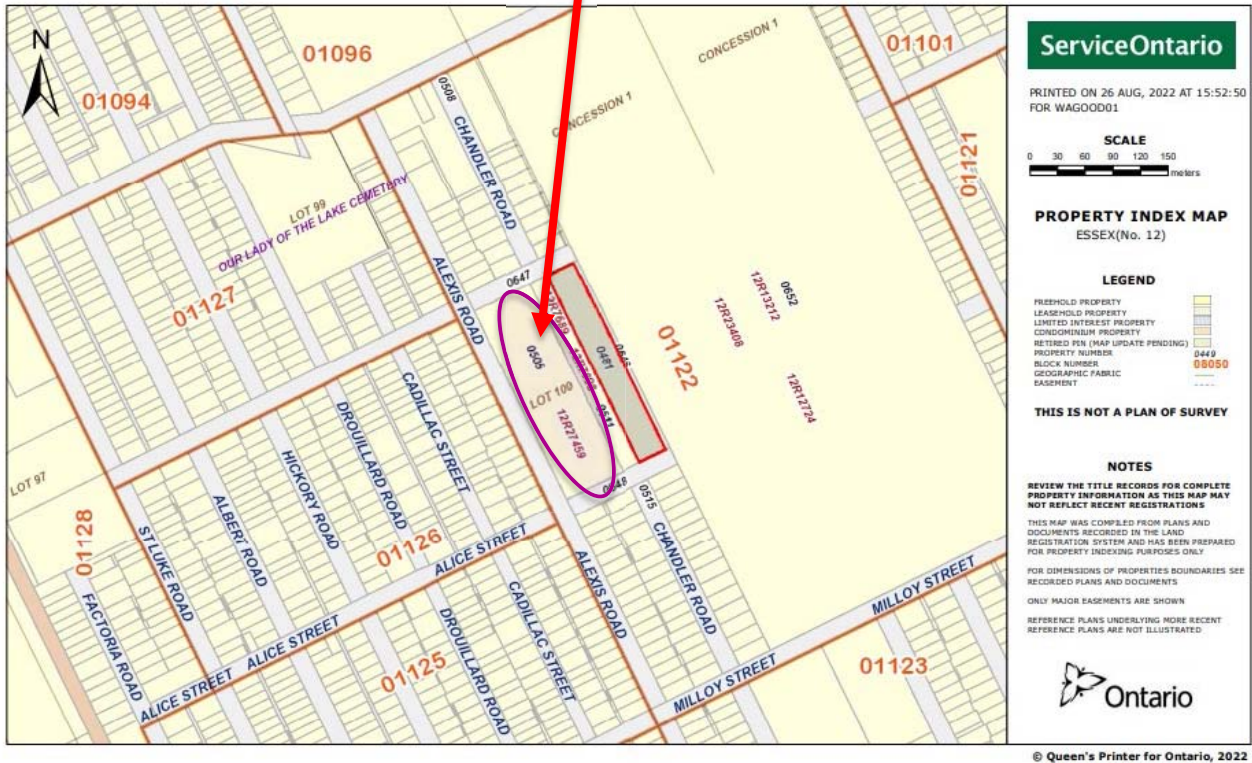 N
01096
01101
01094
CONCESSION 1
0508
CHANDLER ROAD
CONCESSION 1
01121
LOT 99
OUR LADY OF THE LAKE CEMETERY
01127
ALEXIS ROAD
0647
12R7689
0505
0481
01122
12R23408
12R13212
0652
12R12724
LOT 100
12R27459
0511
0648
0515
CHANDLER ROAD
LOT 97
01128
ST LUKE ROAD
ALBERT ROAD
HICKORY ROAD
DROUILLARD ROAD
CADILLAC STREET
01126
ALICE STREET
FACTORIA ROAD
ALICE STREET
ALICE STREET
01125
DROUILLARD ROAD
CADILLAC STREET
ALEXIS ROAD
MILLOY STREET
MILLOY STREET
01123
ServiceOntario
PRINTED ON 26 AUG, 2022 AT 15:52:50
FOR WAGOOD01
SCALE
0 30 60 90 120 150
meters
PROPERTY INDEX MAP
ESSEX(No. 12)
LEGEND
FREEHOLD PROPERTY
LEASEHOLD PROPERTY
LIMITED INTEREST PROPERTY
CONDOMINIUM PROPERTY
RETIRED PIN (MAP UPDATE PENDING)
PROPERTY NUMBER 0449
BLOCK NUMBER 08050
GEOGRAPHIC FABRIC
EASEMENT
THIS IS NOT A PLAN OF SURVEY
NOTES
REVIEW THE TITLE RECORDS FOR COMPLETE
PROPERTY INFORMATION AS THIS MAP MAY
NOT REFLECT RECENT REGISTRATIONS
THIS MAP WAS COMPILED FROM PLANS AND
DOCUMENTS RECORDED IN THE LAND
REGISTRATION SYSTEM AND HAS BEEN PREPARED
FOR PROPERTY INDEXING PURPOSES ONLY
FOR DIMENSIONS OF PROPERTIES BOUNDARIES SEE
RECORDED PLANS AND DOCUMENTS
ONLY MAJOR EASEMENTS ARE SHOWN
REFERENCE PLANS UNDERLYING MORE RECENT
REFERENCE PLANS ARE NOT ILLUSTRATED
Ontario
© Queen's Printer for Ontario, 2022